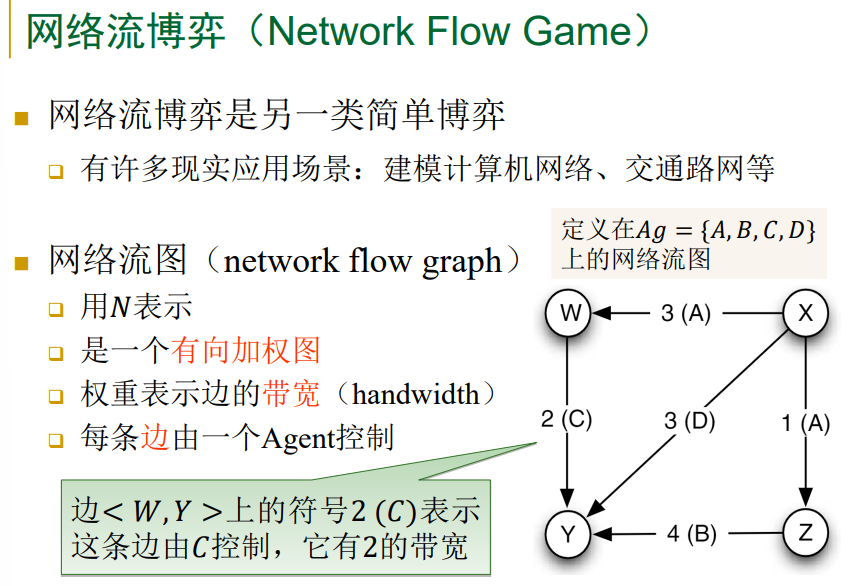 网络流博弈（Network Flow Game）
网络流博弈是另一类简单博弈
有许多现实应用场景：建模计算机网络、交通路网等
定义在Ag = {A, B, C, D}
上的网络流图
网络流图（network flow graph）
用N表示
是一个有向加权图
权重表示边的带宽（handwidth）
每条边由一个Agent控制
W
3 (A)
X
2 (C)
3 (D)
1 (A)
Y
4 (B)
Z
边< W, Y >上的符号2 (C)表示
这条边由C控制，它有2的带宽